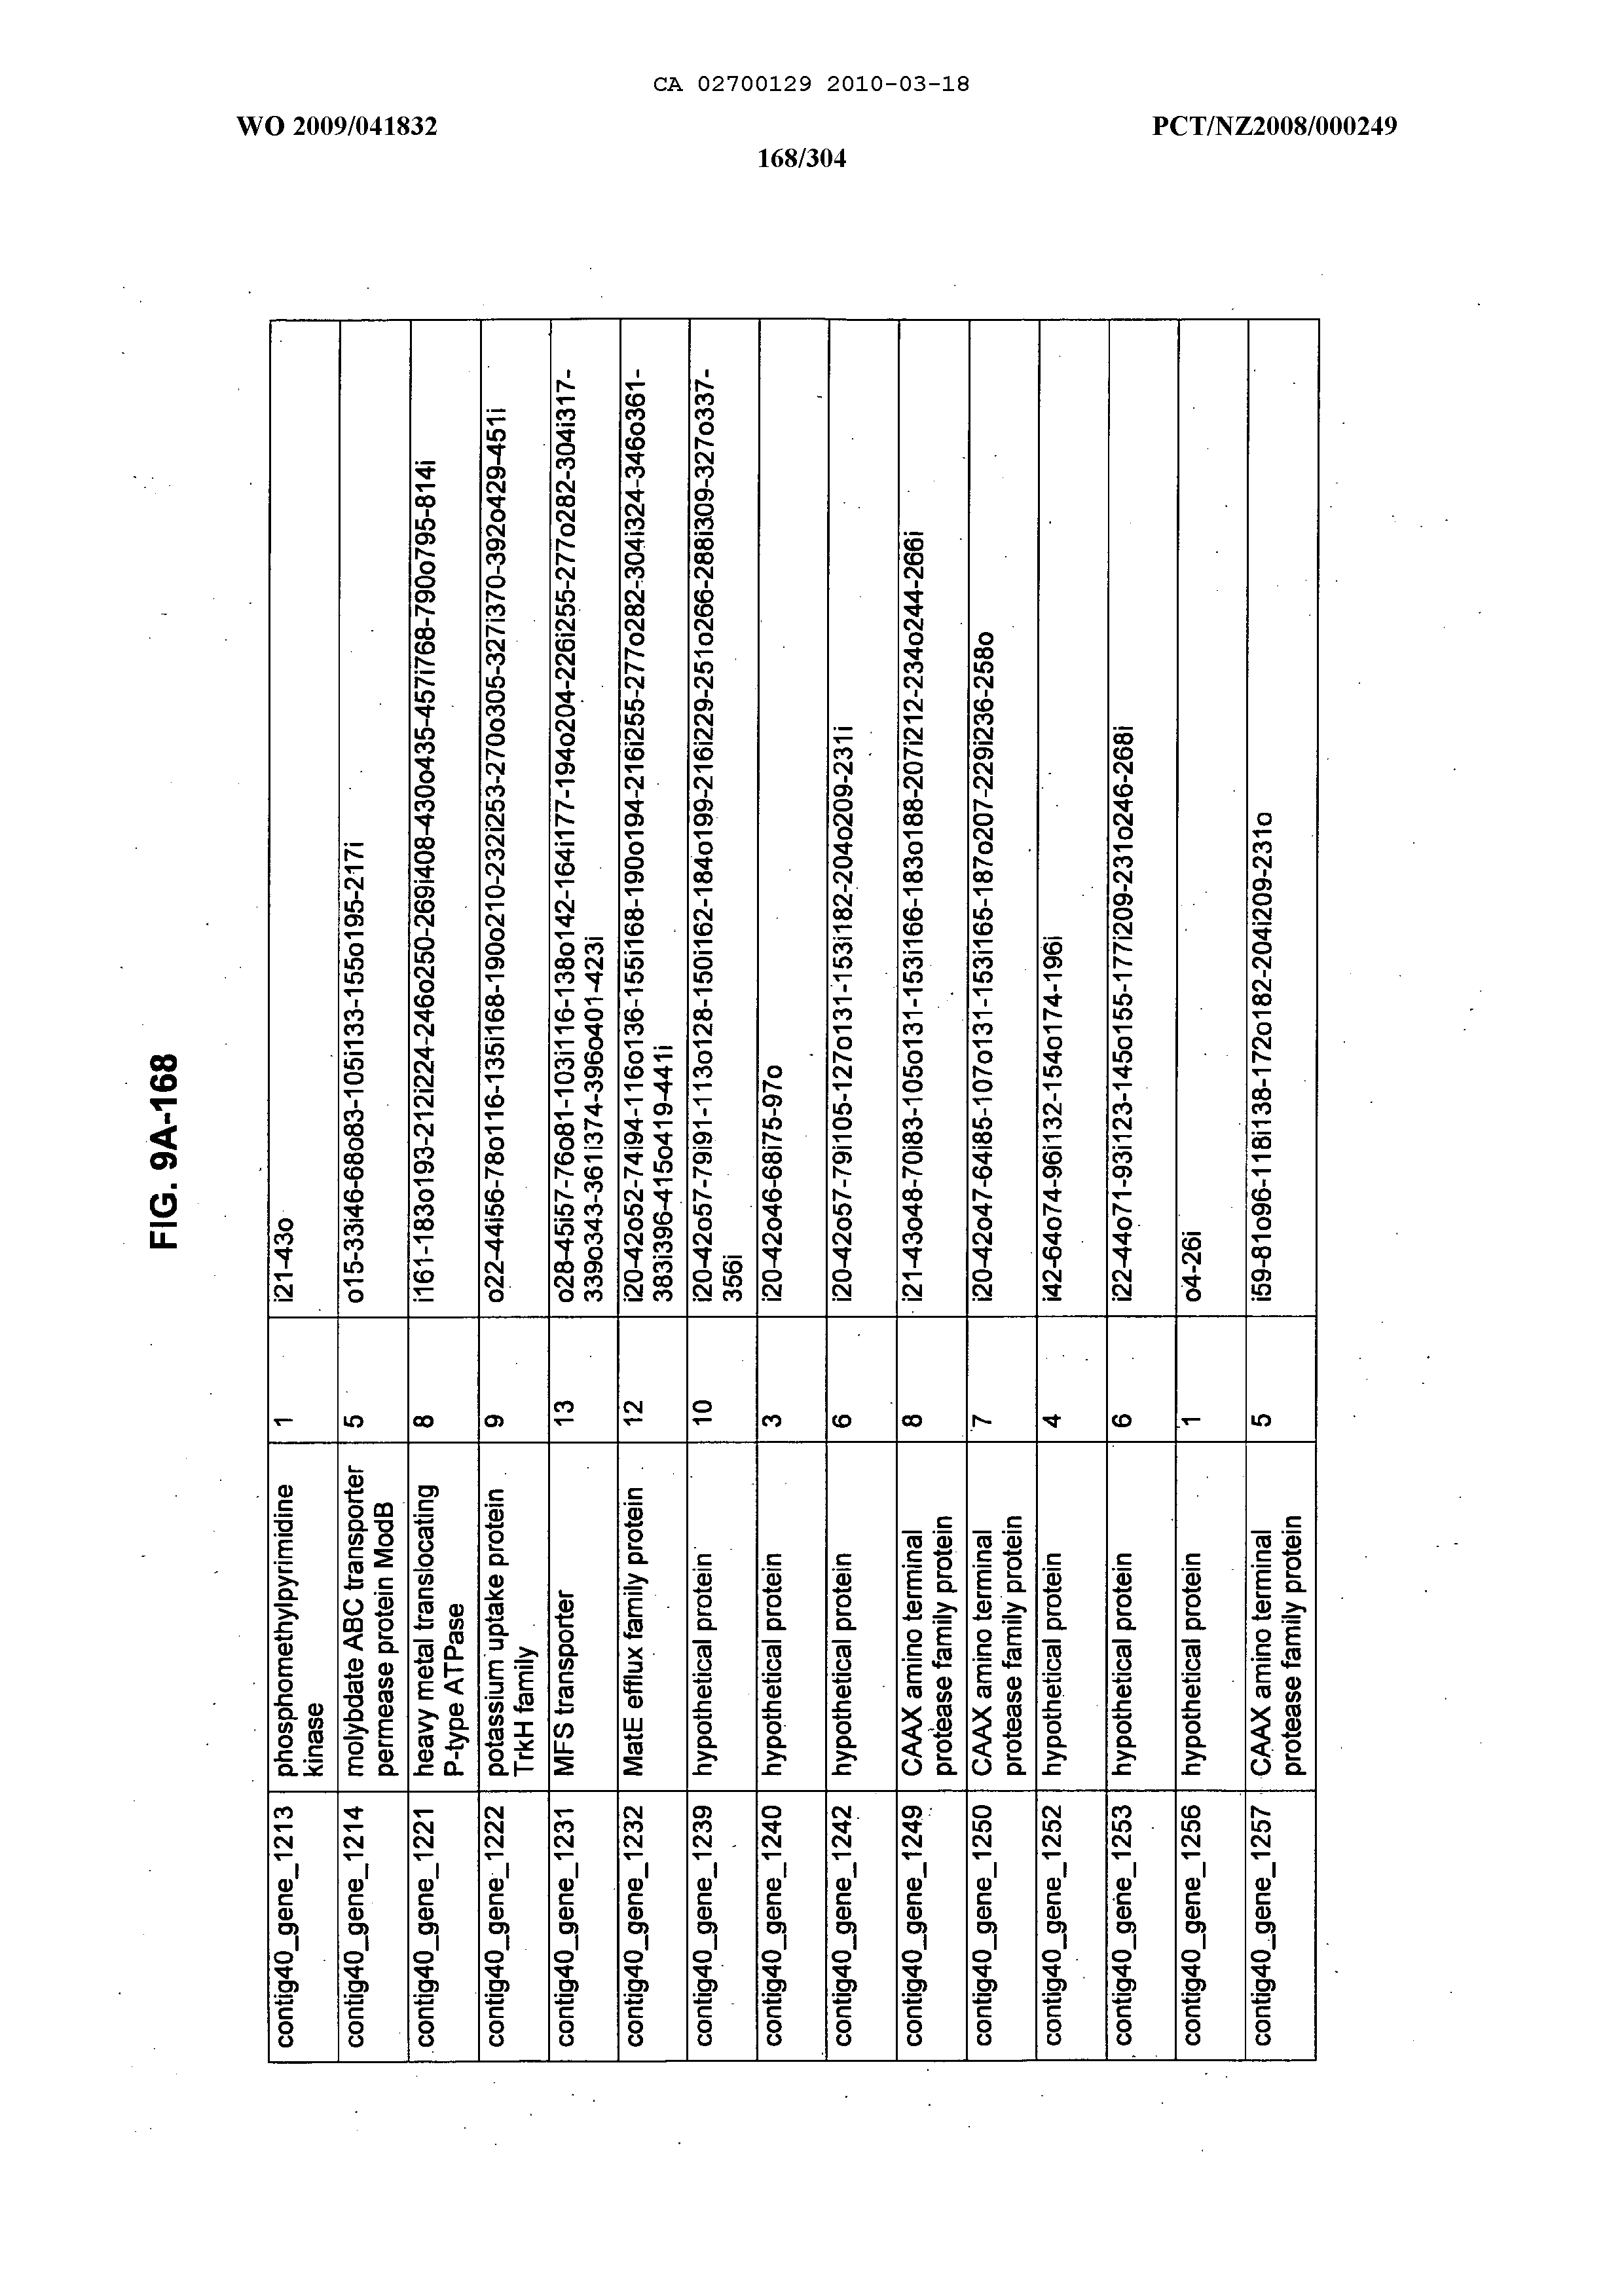 CA 02700129 2010-03-18
WO 2009/041832
PCT/NZ2008/000249
168/304
FIG. 9A-168
contig40_gene_1213 phosphomethylpyrimidine 1 i21-43o
kinase
contig40_gene_1214 molybdate ABC transporter 5 o15-33i46-68o83-105i133-155o195-217i
permease protein ModB
contig40_gene_1221 heavy metal translocating 8 i161-183o193-212i224-246o250-269i408-430o435-457i768-790o795-814i
P-type ATPase
contig40_gene_1222 potassium uptake protein 9 o22-44i56-78o116-135i168-190o210-232i253-270o305-327i370-392o429-451i
TrkH family
contig40_gene_1231 MFS transporter 13 o28-45i57-76o81-103i116-138o142-164i177-194o204-226i255-277o282-304i317-
339o343-361i374-396o401-423i
contig40_gene_1232 MatE efflux family protein 12 i20-42o52-74i94-116o136-155i168-190o194-216i255-277o282-304i324-346o361-
383i396-415o419-441i
contig40_gene_1239 hypothetical protein 10 i20-42o57-79i91-113o128-150i162-184o199-216i229-251o266-288i309-327o337-
356i
contig40_gene_1240 hypothetical protein 3 i20-42o46-68i75-97o
contig40_gene_1242 hypothetical protein 6 i20-42o57-79i105-127o131-153i182-204o209-231i
contig40_gene_1249 CAAX amino terminal 8 i21-43o48-70i83-105o131-153i166-183o188-207i212-234o244-266i
protease family protein
contig40_gene_1250 CAAX amino terminal 7 i20-42o47-64i85-107o131-153i165-187o207-229i236-258o
protease family protein
contig40_gene_1252 hypothetical protein 4 i42-64o74-96i132-154o174-196i
contig40_gene_1253 hypothetical protein 6 i22-44o71-93i123-145o155-177i209-231o246-268i
contig40_gene_1256 hypothetical protein 1 o4-26i
contig40_gene_1257 CAAX amino terminal 5 i59-81o96-118i138-172o182-204i209-231o
protease family protein